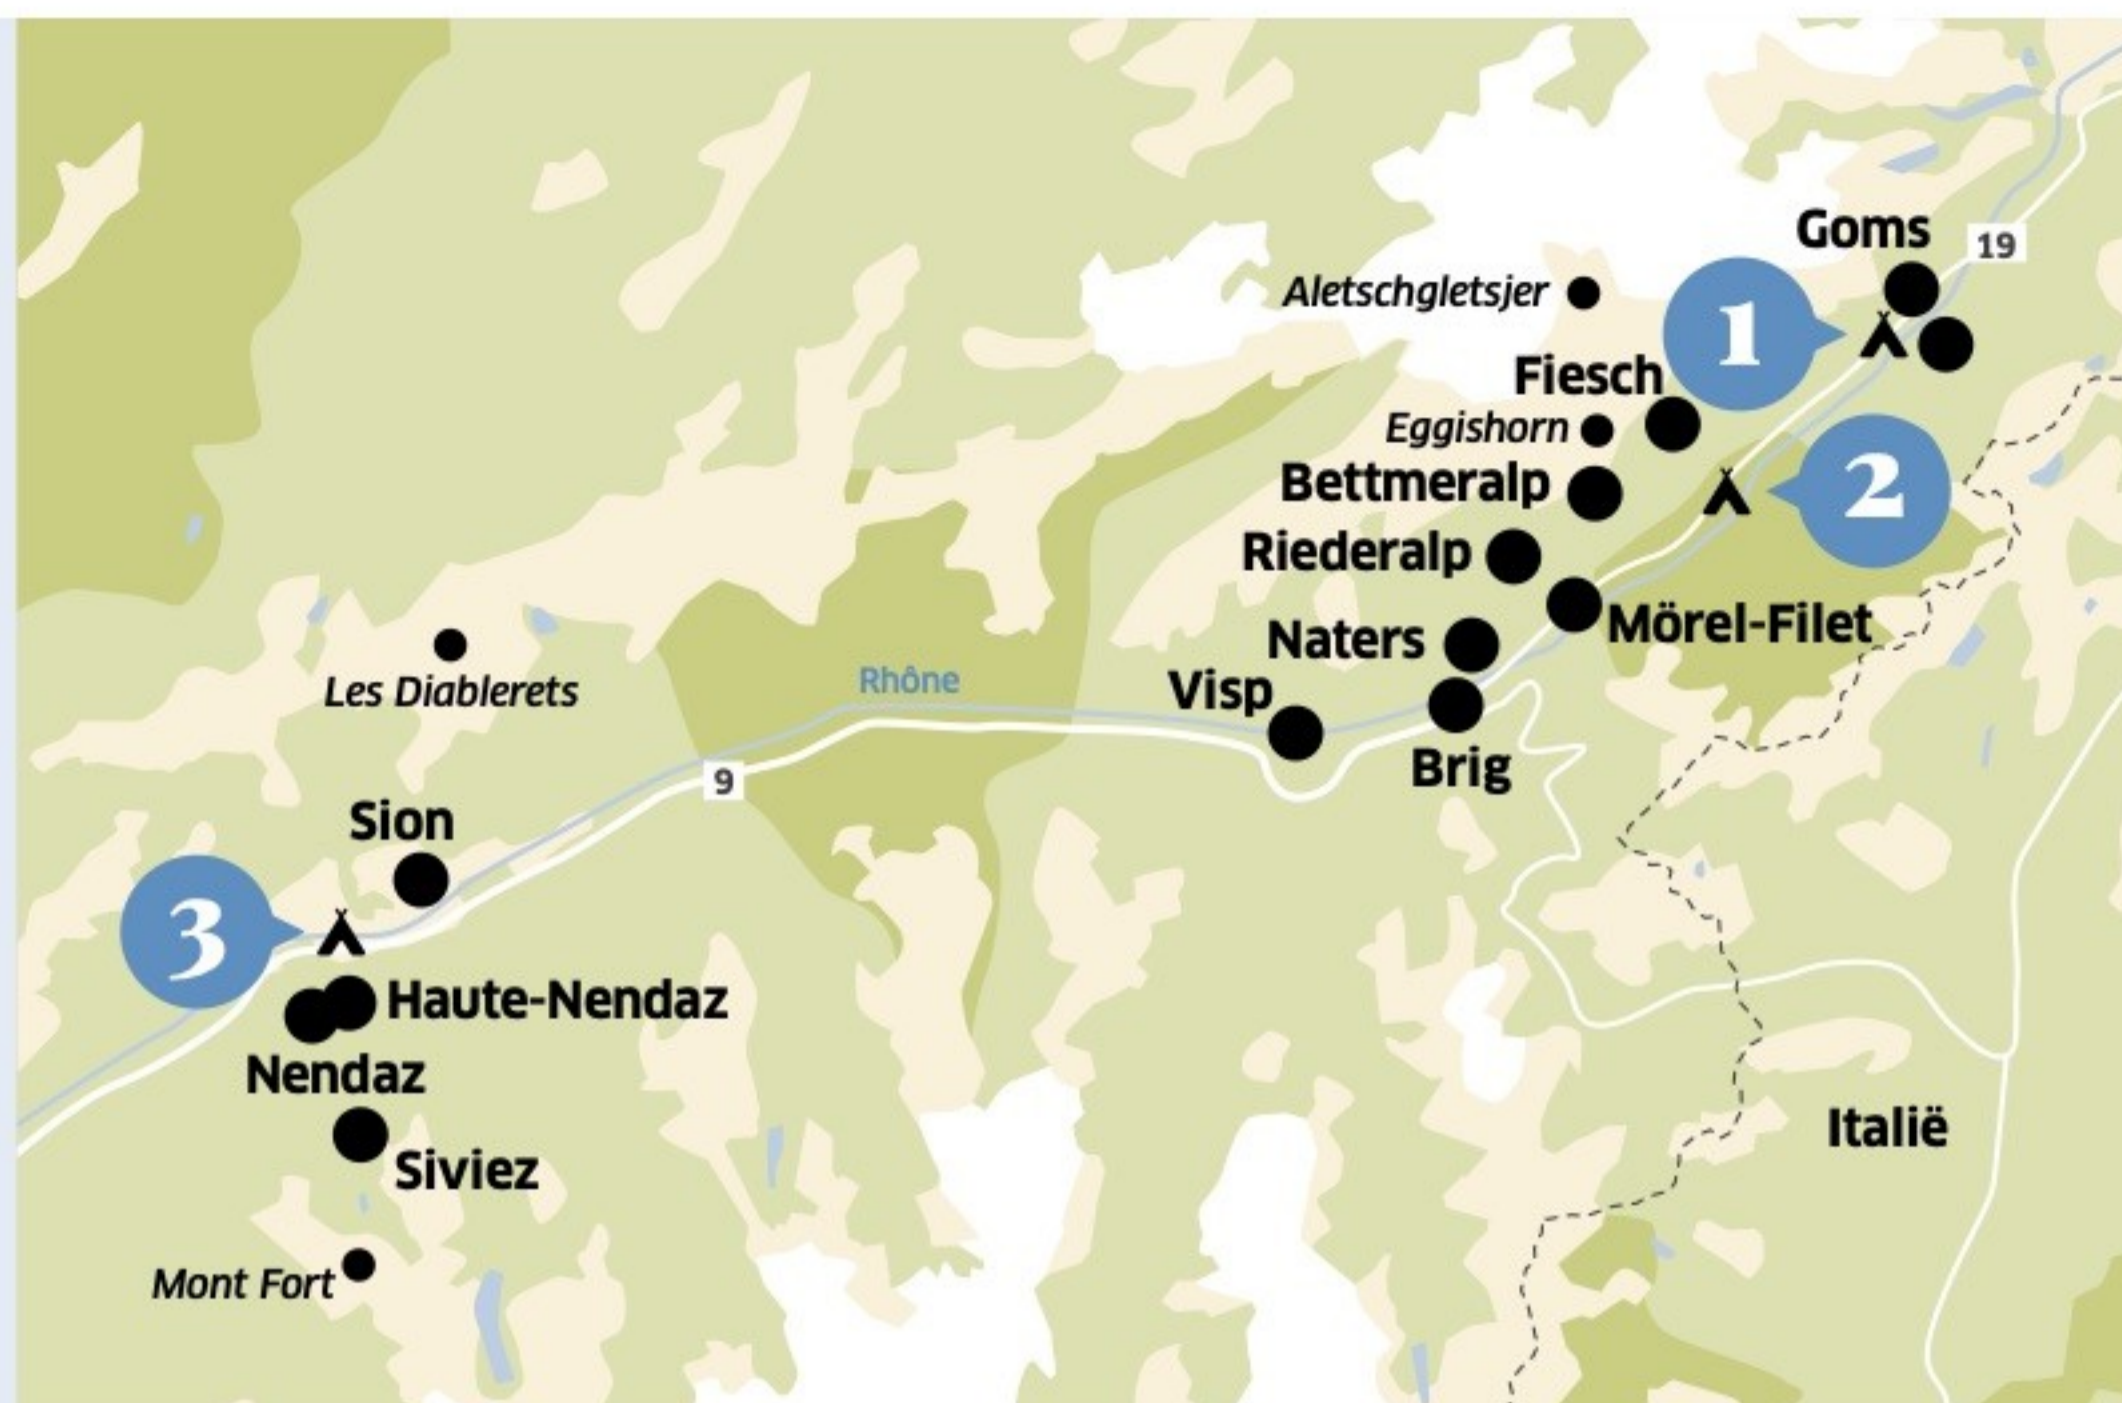 Goms
19
Aletschgletsjer
1
Fiesch
Eggishorn
Bettmeralp
2
Riederalp
Mörel-Filet
Naters
Visp
Rhône
Les Diablerets
Brig
9
Sion
3
Haute-Nendaz
Nendaz
Siviez
Italië
Mont Fort